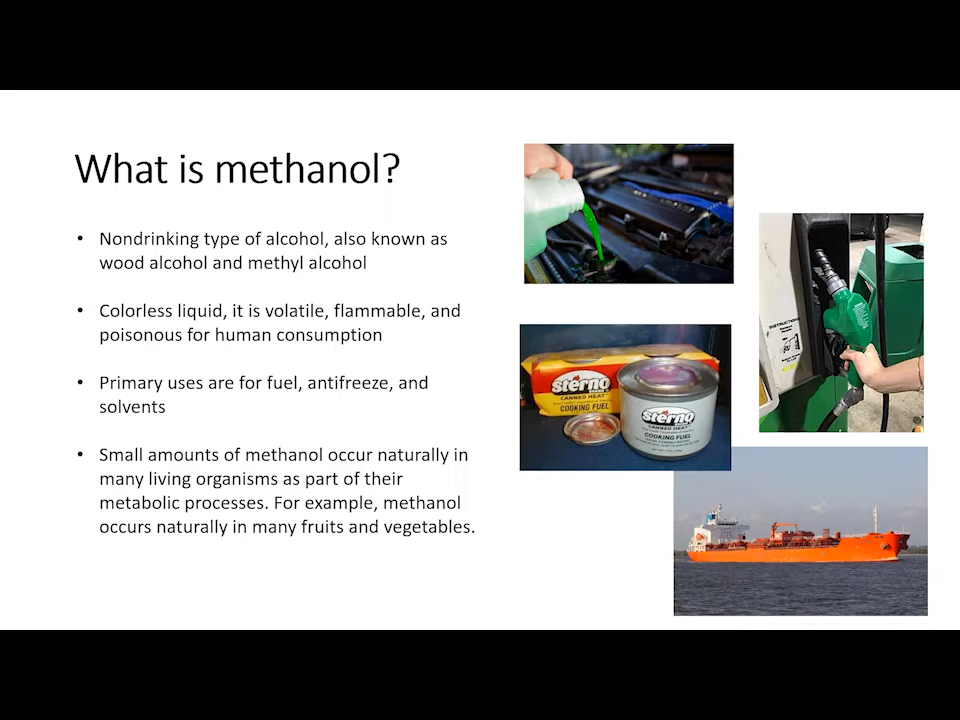 What is methanol?
• Nondrinking type of alcohol, also known as
wood alcohol and methyl alcohol
• Colorless liquid, it is volatile, flammable, and
poisonous for human consumption
• Primary uses are for fuel, antifreeze, and
solvents
• Small amounts of methanol occur naturally in
many living organisms as part of their
metabolic processes. For example, methanol
occurs naturally in many fruits and vegetables.
INSTRUCTIONS
sterno
CANNED HEAT
COOKING FUEL
sterno
CANNED HEAT
COOKING FUEL